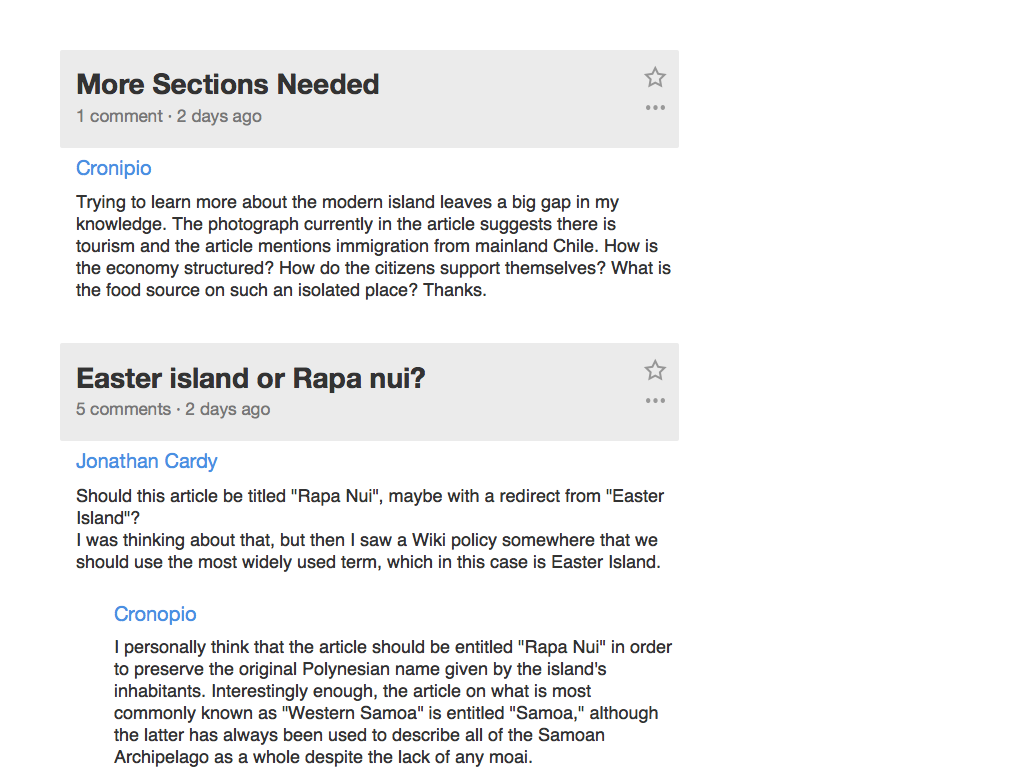 More Sections Needed
1 comment · 2 days ago
Cronipio
Trying to learn more about the modern island leaves a big gap in my
knowledge. The photograph currently in the article suggests there is
tourism and the article mentions immigration from mainland Chile. How is
the economy structured? How do the citizens support themselves? What is
the food source on such an isolated place? Thanks.
Easter island or Rapa nui?
5 comments · 2 days ago
Jonathan Cardy
Should this article be titled "Rapa Nui", maybe with a redirect from "Easter
Island"?
I was thinking about that, but then I saw a Wiki policy somewhere that we
should use the most widely used term, which in this case is Easter Island.
Cronopio
I personally think that the article should be entitled "Rapa Nui" in order
to preserve the original Polynesian name given by the island's
inhabitants. Interestingly enough, the article on what is most
commonly known as "Western Samoa" is entitled "Samoa," although
the latter has always been used to describe all of the Samoan
Archipelago as a whole despite the lack of any moai.